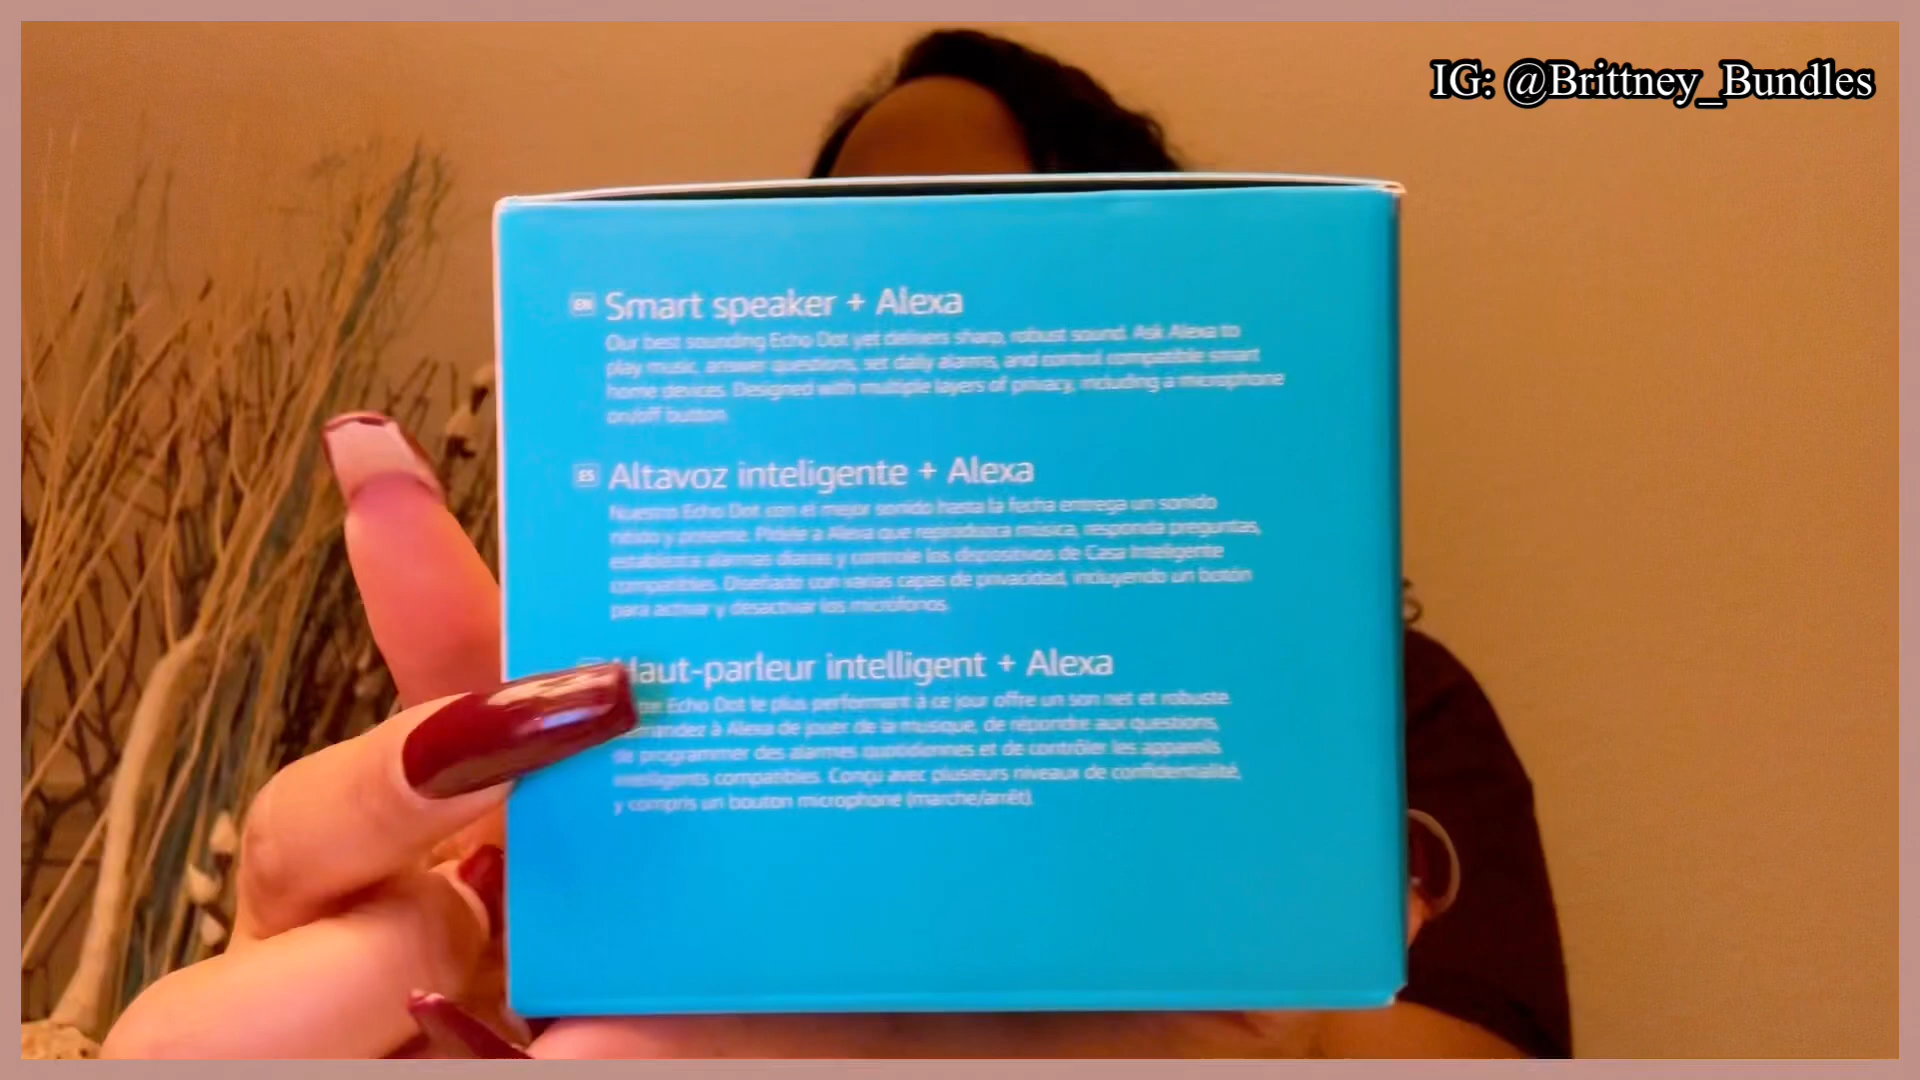 IG: @Brittney_Bundles
EN Smart speaker + Alexa
Our best sounding Echo Dot yet delivers sharp, robust sound. Ask Alexa to
play music, answer questions, set daily alarms, and control compatible smart
home devices. Designed with multiple layers of privacy, including a microphone
on/off button.
ES Altavoz inteligente + Alexa
Nuestro Echo Dot con el mejor sonido hasta la fecha entrega un sonido
nítido y potente. Pídele a Alexa que reproduzca música, responda preguntas,
establezca alarmas diarias y controle los dispositivos de Casa Inteligente
compatibles. Diseñado con varias capas de privacidad, incluyendo un botón
para activar y desactivar los micrófonos.
Haut-parleur intelligent + Alexa
Echo Dot le plus performant à ce jour offre un son net et robuste.
à Alexa de jouer de la musique, de répondre aux questions,
de programmer des alarmes quotidiennes et de contrôler les appareils
intelligents compatibles. Conçu avec plusieurs niveaux de confidentialité,
y compris un bouton microphone (marche/arrêt).